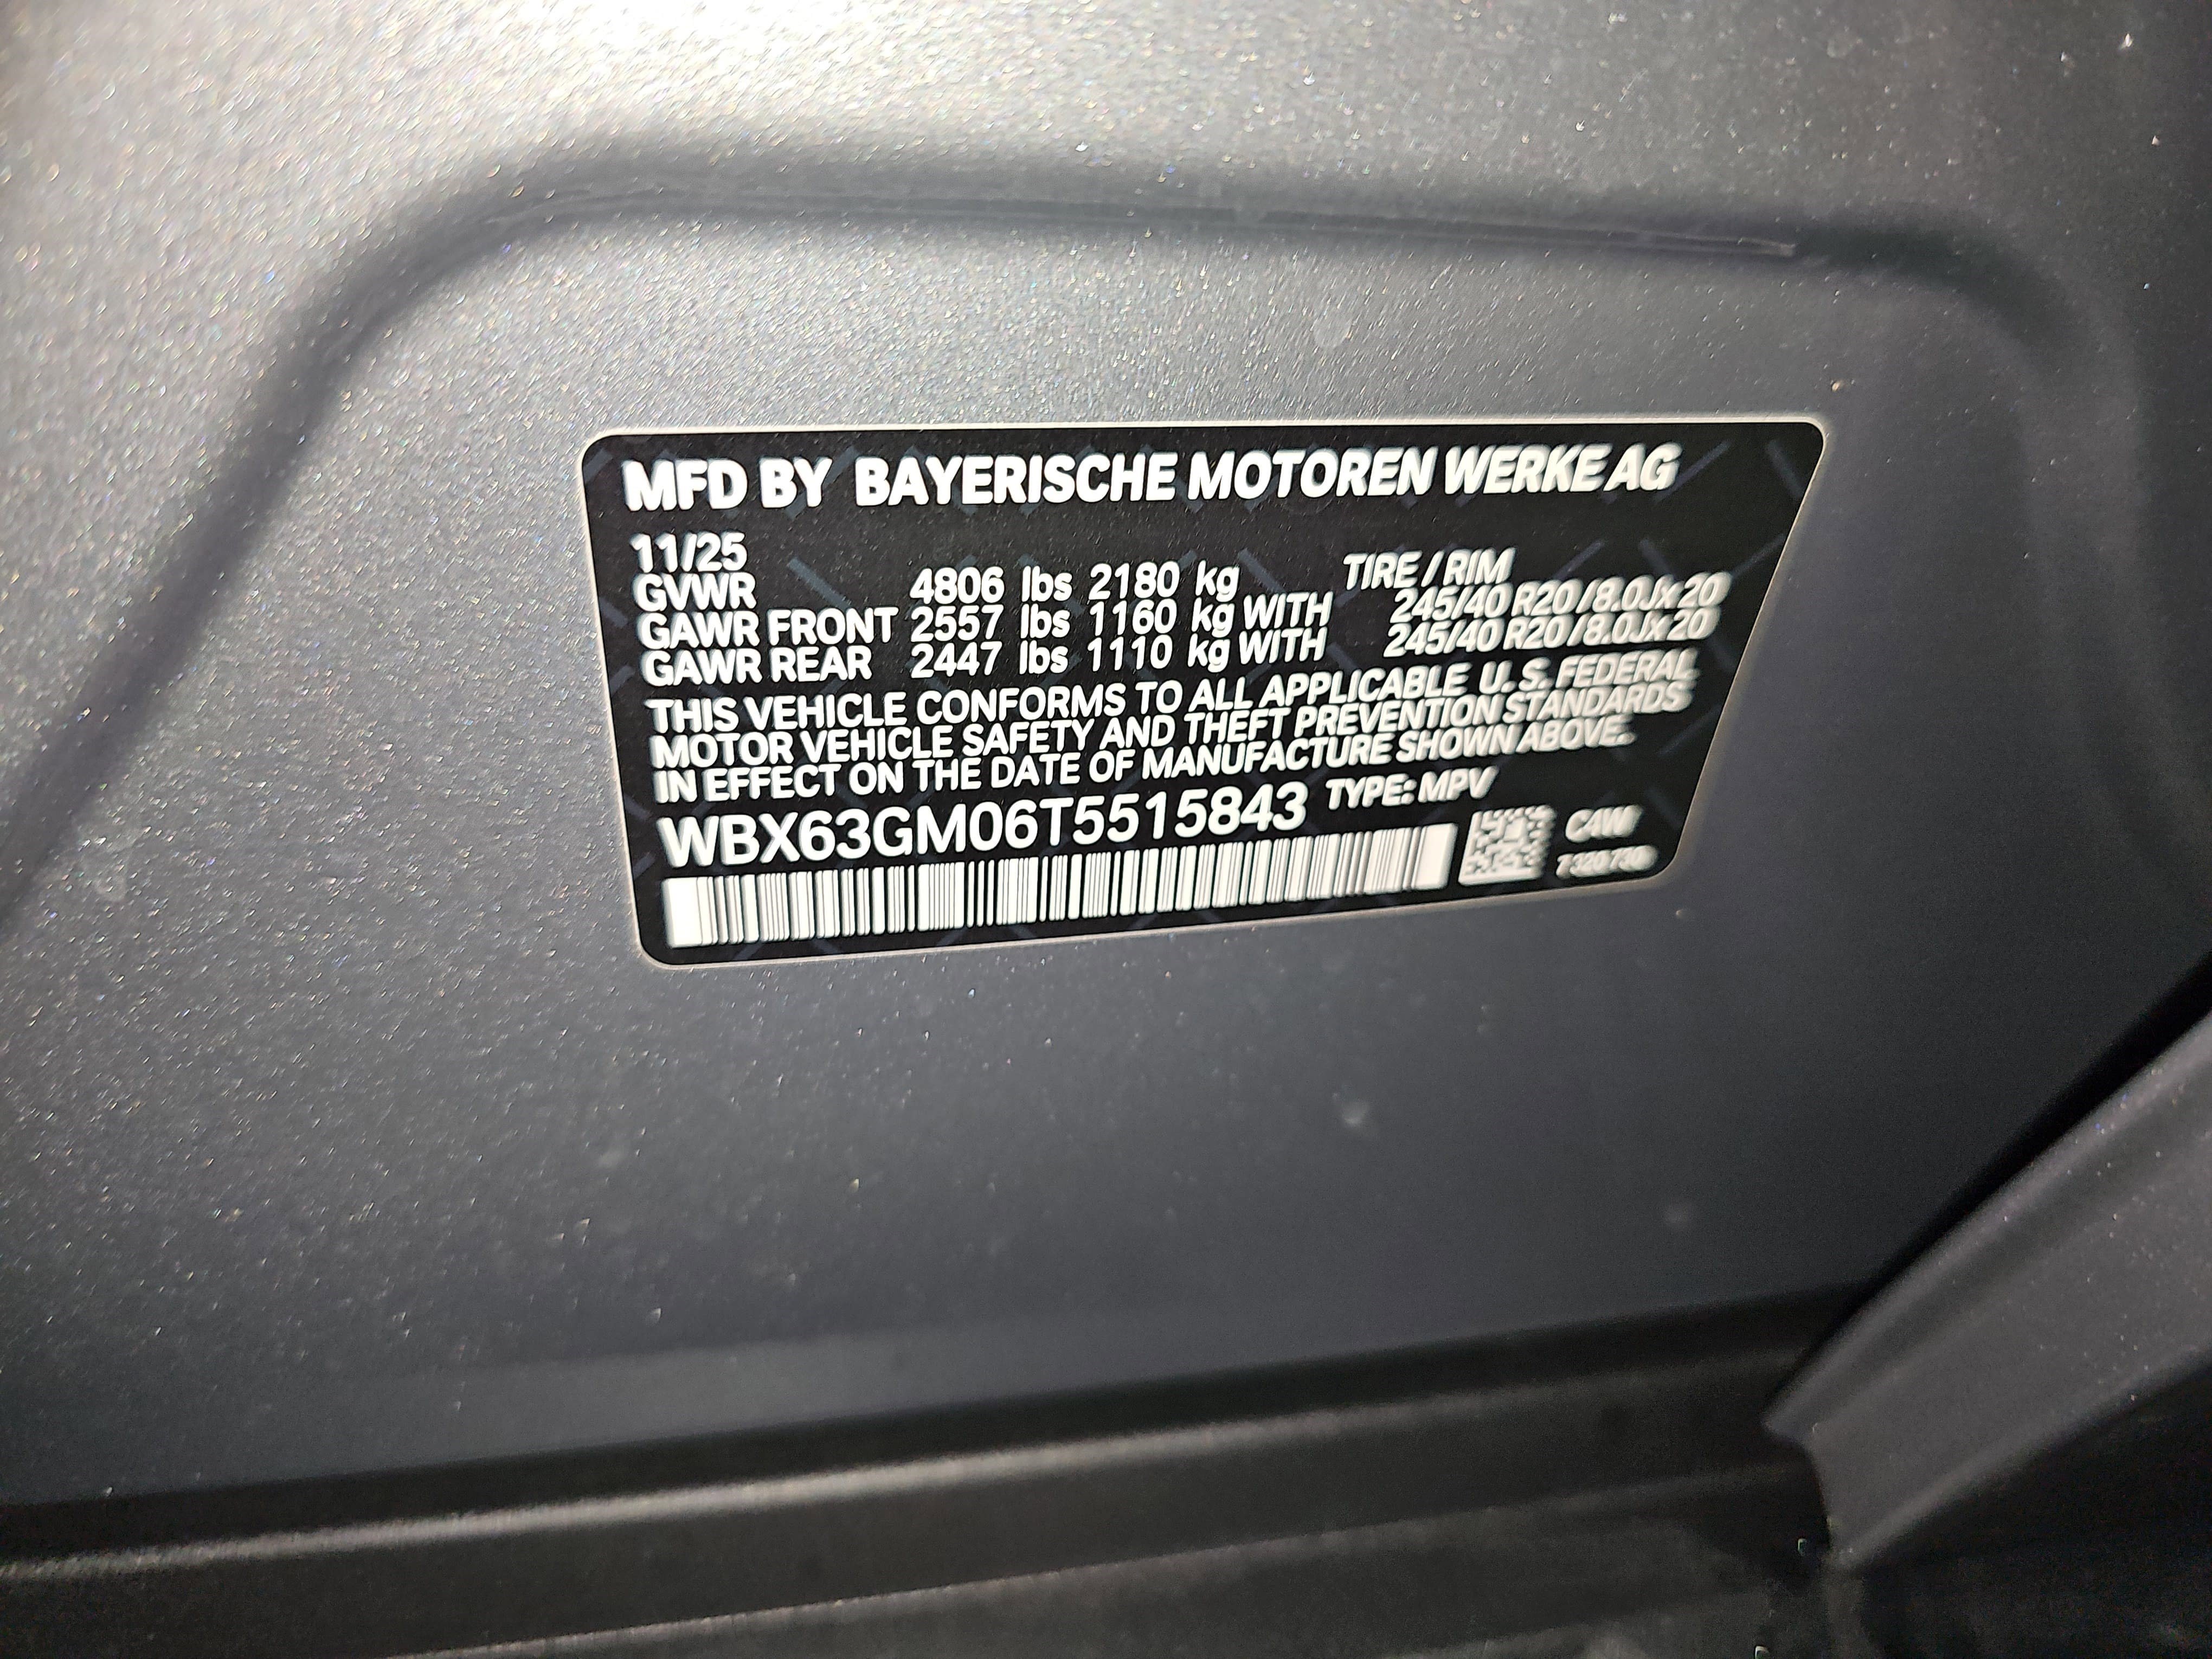 MFD BY BAYERISCHE MOTOREN WERKE AG
11/25
TIRE / RIM
GVWR 4806 lbs 2180 kg
GAWR FRONT 2557 lbs 1160 kg WITH 245/40 R20 / 8.0Jx20
GAWR REAR 2447 lbs 1110 kg WITH 245/40 R20 / 8.0Jx20
THIS VEHICLE CONFORMS TO ALL APPLICABLE U. S. FEDERAL
MOTOR VEHICLE SAFETY AND THEFT PREVENTION STANDARDS
IN EFFECT ON THE DATE OF MANUFACTURE SHOWN ABOVE.
WBX63GM06T5515843 TYPE: MPV
C4W